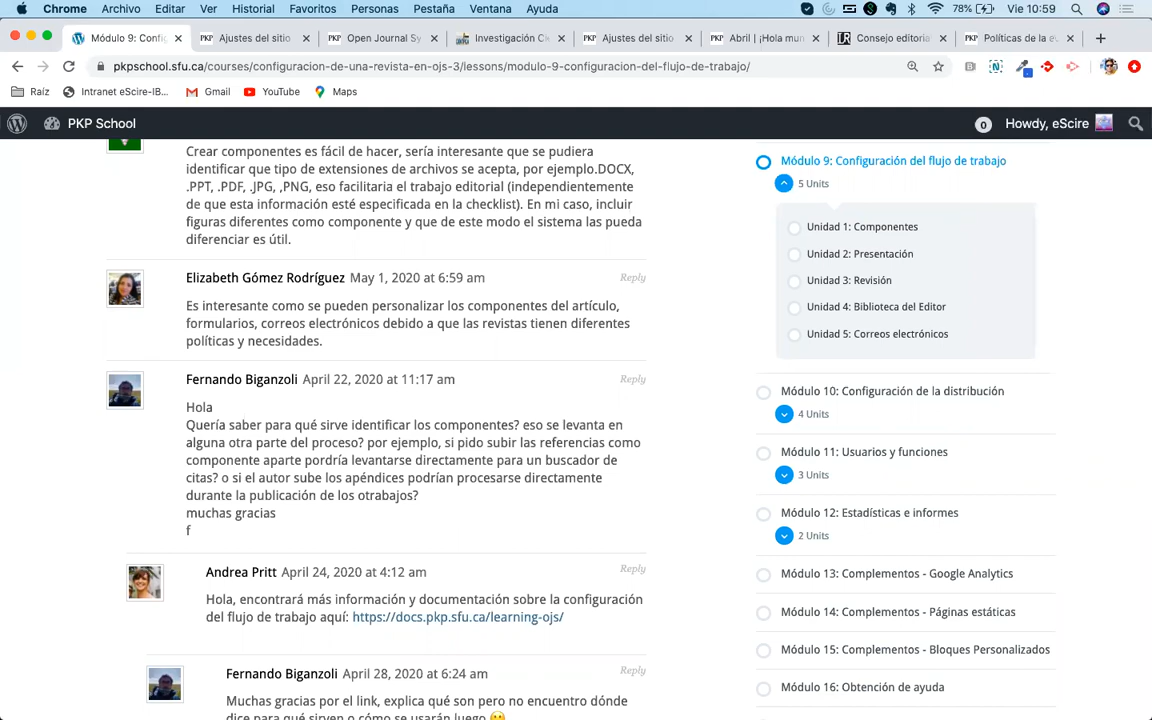 Chrome Archivo Editar Ver Historial Favoritos Personas Pestaña Ventana Ayuda 78% Vie 10:59
Módulo 9: Config Ajustes del sitio Open Journal Sy Investigación Ci Ajustes del sitio Abril | ¡Hola mun Consejo editoria Políticas de la ev
pkpschool.sfu.ca/courses/configuracion-de-una-revista-en-ojs-3/lessons/modulo-9-configuracion-del-flujo-de-trabajo/
Raíz Intranet eScire-IB... Gmail YouTube Maps
PKP School 0 Howdy, eScire
Crear componentes es fácil de hacer, sería interesante que se pudiera
identificar que tipo de extensiones de archivos se acepta, por ejemplo.DOCX,
.PPT, .PDF, .JPG, ,PNG, eso facilitaria el trabajo editorial (independientemente
de que esta información esté especificada en la checklist). En mi caso, incluir
figuras diferentes como componente y que de este modo el sistema las pueda
diferenciar es útil.
Elizabeth Gómez Rodríguez May 1, 2020 at 6:59 am Reply
Es interesante como se pueden personalizar los componentes del artículo,
formularios, correos electrónicos debido a que las revistas tienen diferentes
políticas y necesidades.
Fernando Biganzoli April 22, 2020 at 11:17 am Reply
Hola
Quería saber para qué sirve identificar los componentes? eso se levanta en
alguna otra parte del proceso? por ejemplo, si pido subir las referencias como
componente aparte pordría levantarse directamente para un buscador de
citas? o si el autor sube los apéndices podrían procesarse directamente
durante la publicación de los otrabajos?
muchas gracias
f
Andrea Pritt April 24, 2020 at 4:12 am Reply
Hola, encontrará más información y documentación sobre la configuración
del flujo de trabajo aquí: https://docs.pkp.sfu.ca/learning-ojs/
Fernando Biganzoli April 28, 2020 at 6:24 am Reply
Muchas gracias por el link, explica qué son pero no encuentro dónde
dice para qué sirven o cómo se usarán luego
Módulo 9: Configuración del flujo de trabajo
5 Units
Unidad 1: Componentes
Unidad 2: Presentación
Unidad 3: Revisión
Unidad 4: Biblioteca del Editor
Unidad 5: Correos electrónicos
Módulo 10: Configuración de la distribución
4 Units
Módulo 11: Usuarios y funciones
3 Units
Módulo 12: Estadísticas e informes
2 Units
Módulo 13: Complementos - Google Analytics
Módulo 14: Complementos - Páginas estáticas
Módulo 15: Complementos - Bloques Personalizados
Módulo 16: Obtención de ayuda